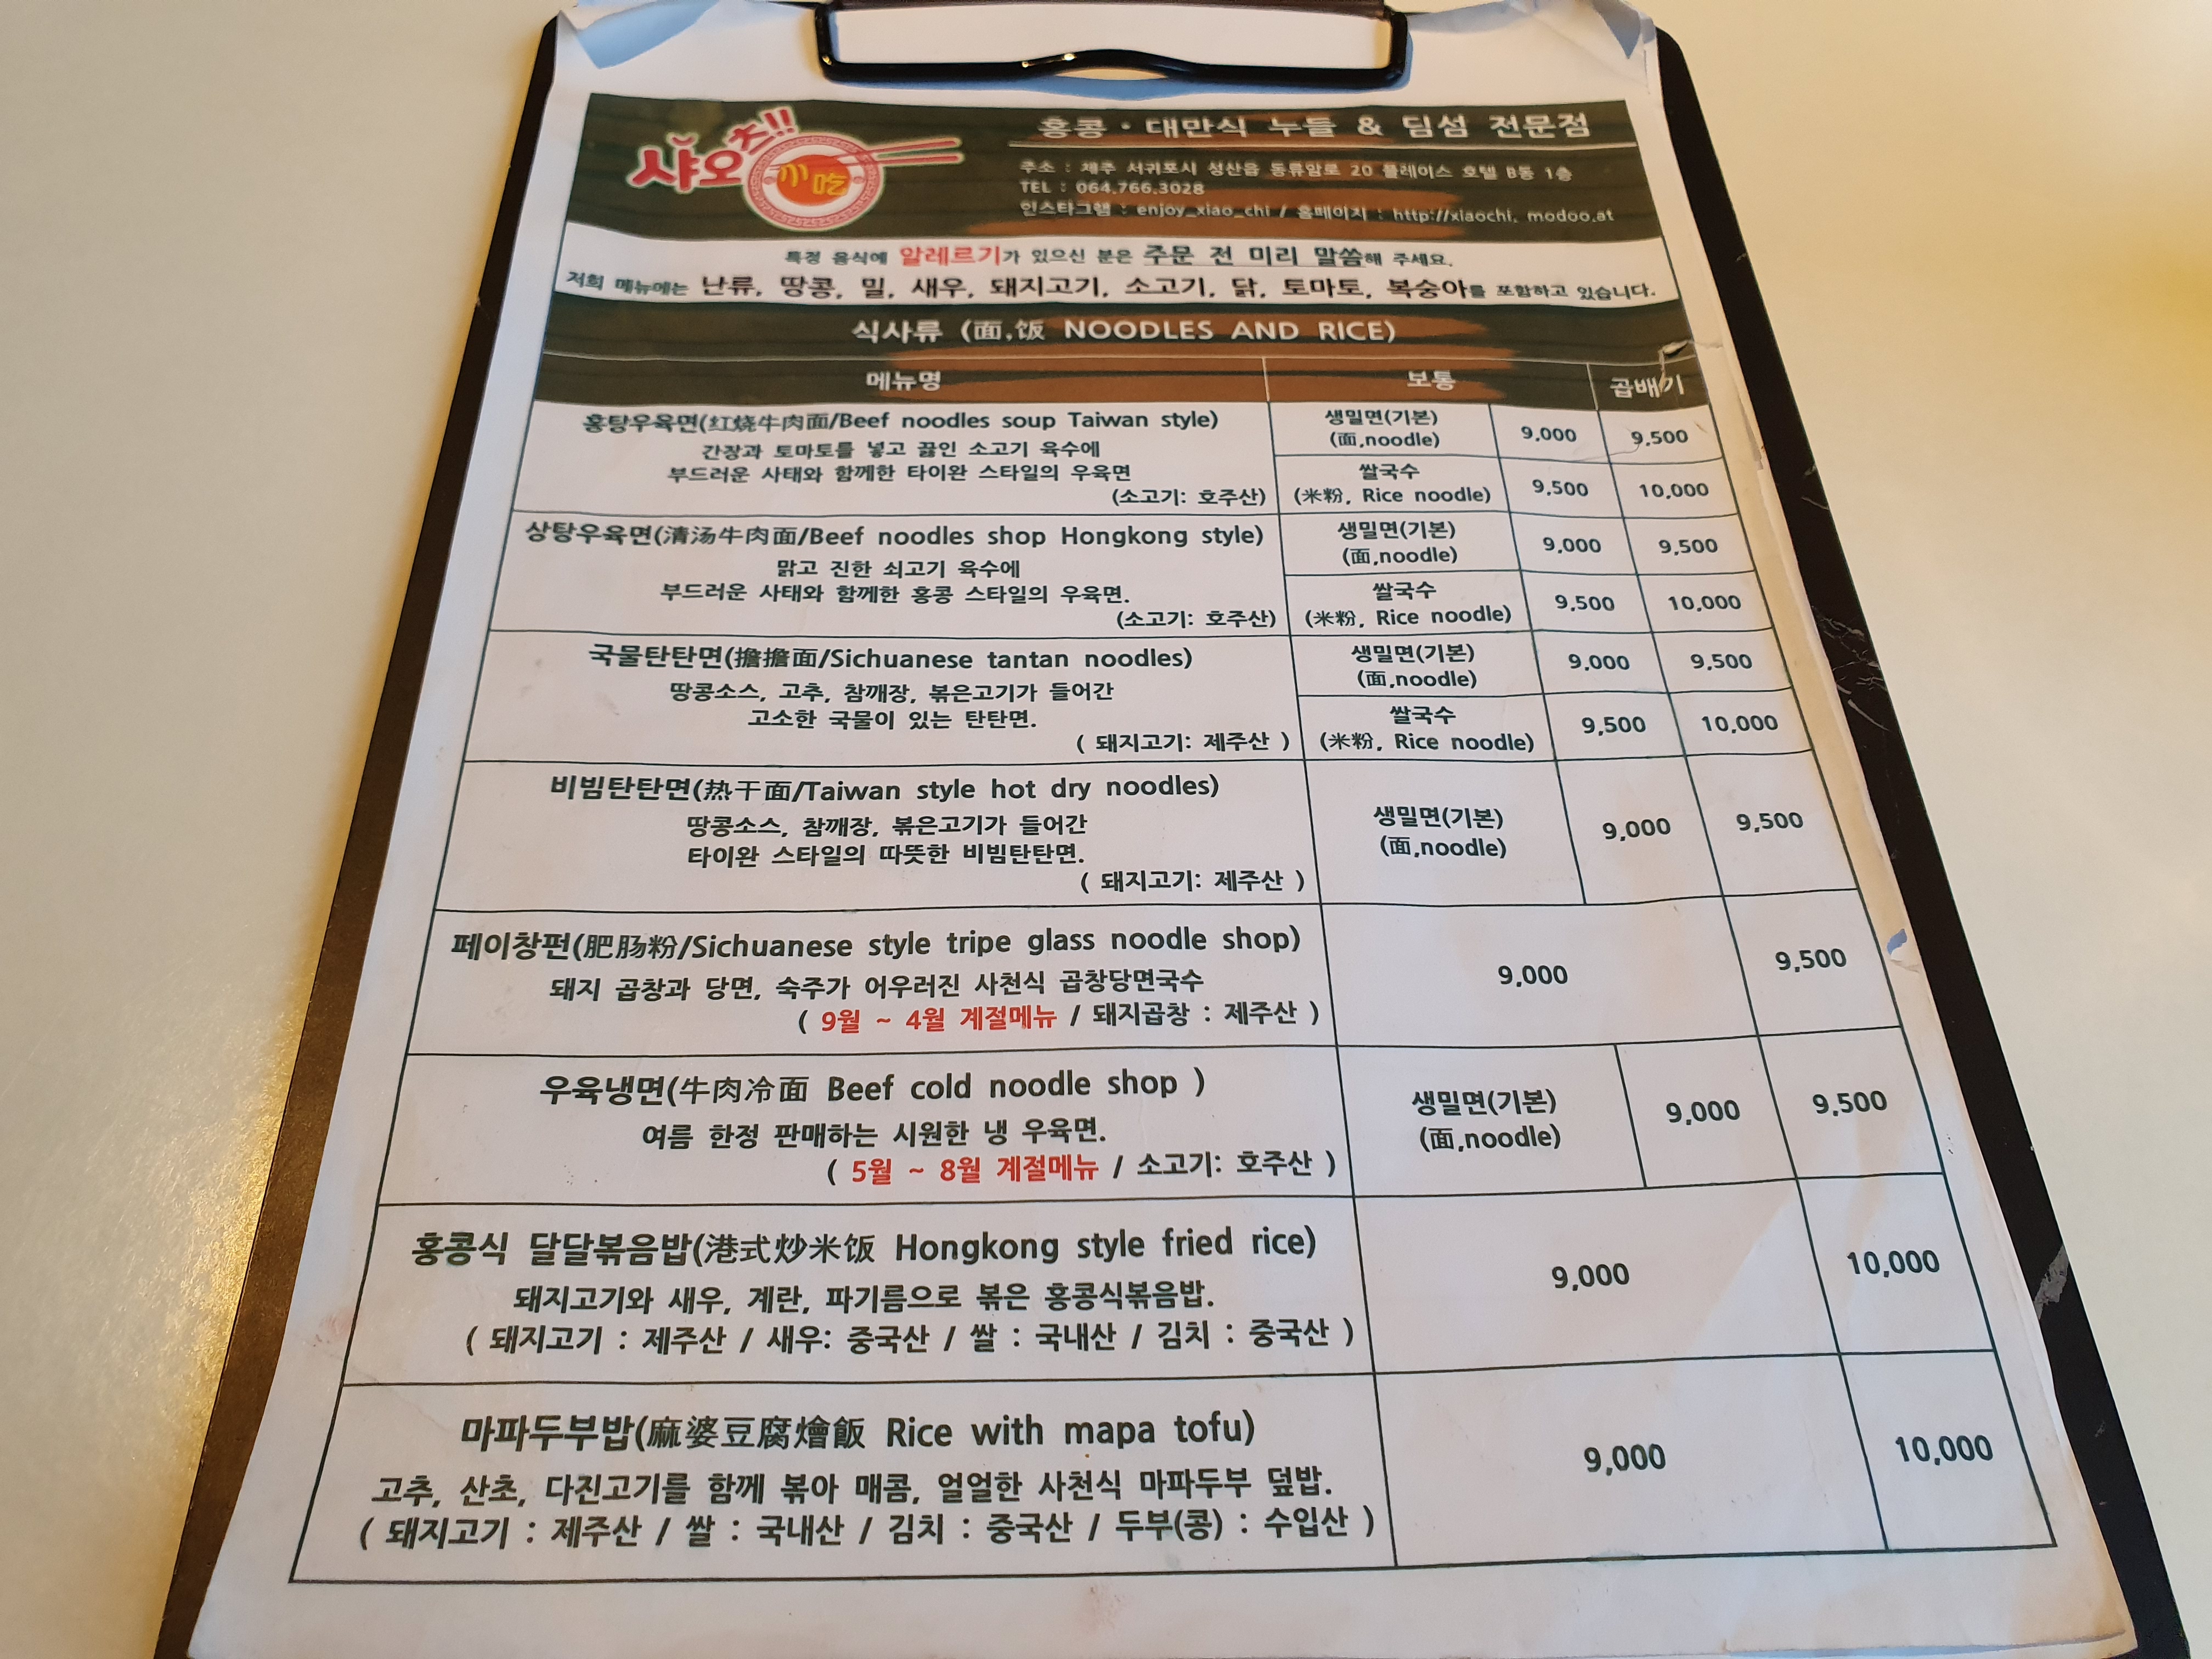 샤오츠!!
小吃
홍콩·대만식 누들 & 딤섬 전문점
주소 : 제주 서귀포시 성산읍 동류암로 20 플레이스 호텔 B동 1층
TEL : 064.766.3028
인스타그램 : enjoy_xiao_chi / 홈페이지 : http://xiaochi. modoo.at
특정 음식에 알레르기가 있으신 분은 주문 전 미리 말씀해 주세요.
저희 메뉴에는 난류, 땅콩, 밀, 새우, 돼지고기, 소고기, 닭, 토마토, 복숭아를 포함하고 있습니다.
식사류 (面,饭 NOODLES AND RICE)
메뉴명 보통 곱배기
홍탕우육면(红烧牛肉面/Beef noodles soup Taiwan style)
간장과 토마토를 넣고 끓인 소고기 육수에
부드러운 사태와 함께한 타이완 스타일의 우육면
(소고기: 호주산)
생밀면(기본)
(面,noodle)
9,000 9,500
쌀국수
(米粉, Rice noodle)
9,500 10,000
상탕우육면(清汤牛肉面/Beef noodles shop Hongkong style)
맑고 진한 쇠고기 육수에
부드러운 사태와 함께한 홍콩 스타일의 우육면.
(소고기: 호주산)
생밀면(기본)
(面,noodle)
9,000 9,500
쌀국수
(米粉, Rice noodle)
9,500 10,000
국물탄탄면(擔擔面/Sichuanese tantan noodles)
땅콩소스, 고추, 참깨장, 볶은고기가 들어간
고소한 국물이 있는 탄탄면.
( 돼지고기: 제주산 )
생밀면(기본)
(面,noodle)
9,000 9,500
쌀국수
(米粉, Rice noodle)
9,500 10,000
비빔탄탄면(热干面/Taiwan style hot dry noodles)
땅콩소스, 참깨장, 볶은고기가 들어간
타이완 스타일의 따뜻한 비빔탄탄면.
( 돼지고기: 제주산 )
생밀면(기본)
(面,noodle)
9,000 9,500
페이창펀(肥肠粉/Sichuanese style tripe glass noodle shop)
돼지 곱창과 당면, 숙주가 어우러진 사천식 곱창당면국수
( 9월 ~ 4월 계절메뉴 / 돼지곱창 : 제주산 )
9,000 9,500
우육냉면(牛肉冷面 Beef cold noodle shop )
여름 한정 판매하는 시원한 냉 우육면.
( 5월 ~ 8월 계절메뉴 / 소고기: 호주산 )
생밀면(기본)
(面,noodle)
9,000 9,500
홍콩식 달달볶음밥(港式炒米饭 Hongkong style fried rice)
돼지고기와 새우, 계란, 파기름으로 볶은 홍콩식볶음밥.
( 돼지고기 : 제주산 / 새우: 중국산 / 쌀 : 국내산 / 김치 : 중국산 )
9,000 10,000
마파두부밥(麻婆豆腐燴飯 Rice with mapa tofu)
고추, 산초, 다진고기를 함께 볶아 매콤, 얼얼한 사천식 마파두부 덮밥.
( 돼지고기 : 제주산 / 쌀 : 국내산 / 김치 : 중국산 / 두부(콩) : 수입산 )
9,000 10,000